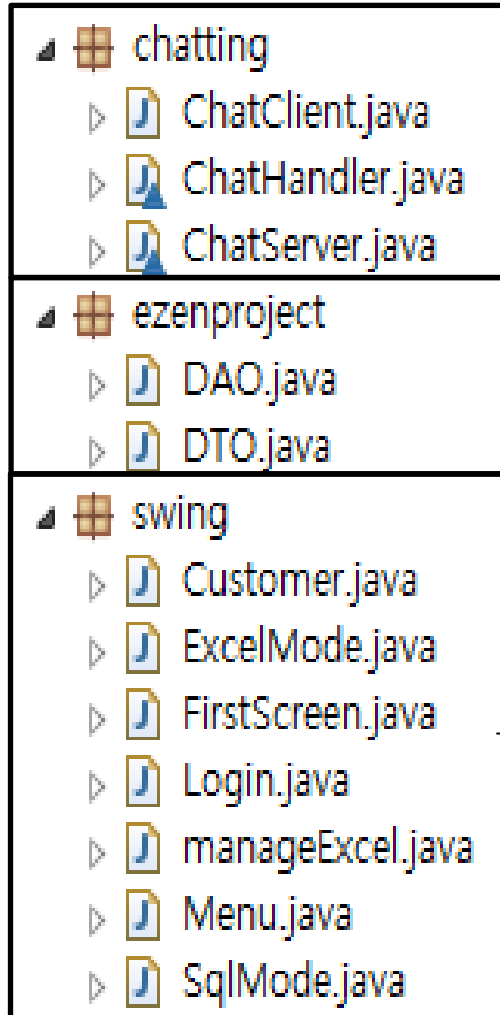 chatting
ChatClient.java
ChatHandler.java
ChatServer.java
ezenproject
DAO.java
DTO.java
swing
Customer.java
ExcelMode.java
FirstScreen.java
Login.java
manageExcel.java
Menu.java
SqlMode.java